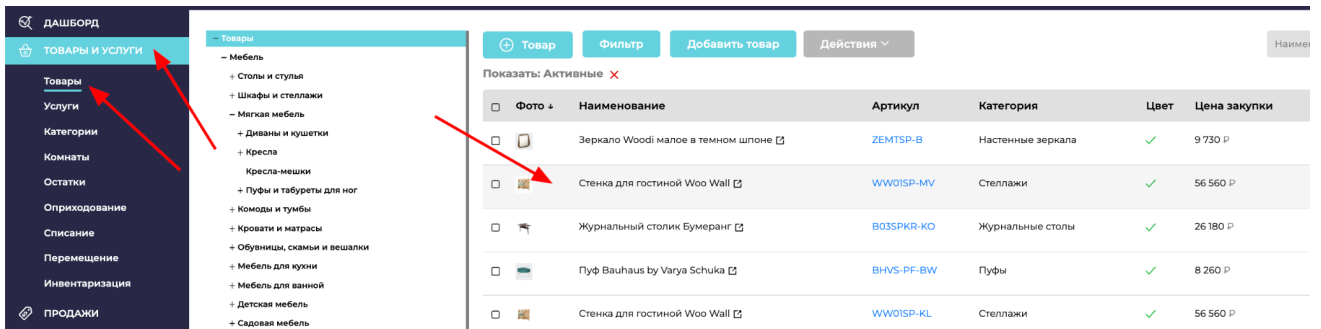 ДАШБОРД
ТОВАРЫ И УСЛУГИ
Товары
Услуги
Категории
Комнаты
Остатки
Оприходование
Списание
Перемещение
Инвентаризация
ПРОДАЖИ
– Товары
– Мебель
+ Столы и стулья
+ Шкафы и стеллажи
– Мягкая мебель
+ Диваны и кушетки
+ Кресла
Кресла-мешки
+ Пуфы и табуреты для ног
+ Комоды и тумбы
+ Кровати и матрасы
+ Обувницы, скамьи и вешалки
+ Мебель для кухни
+ Мебель для ванной
+ Детская мебель
+ Садовая мебель
Товар Фильтр Добавить товар Действия
Показать: Активные
Фото ↓ Наименование Артикул Категория Цвет Цена закупки
Зеркало Woodi малое в темном шпоне ZEMTSP-B Настенные зеркала 9 730 ₽
Стенка для гостиной Woo Wall WW01SP-MV Стеллажи 56 560 ₽
Журнальный столик Бумеранг B03SPKR-KO Журнальные столы 26 180 ₽
Пуф Bauhaus by Varya Schuka BHVS-PF-BW Пуфы 8 260 ₽
Стенка для гостиной Woo Wall WW01SP-KL Стеллажи 56 560 ₽